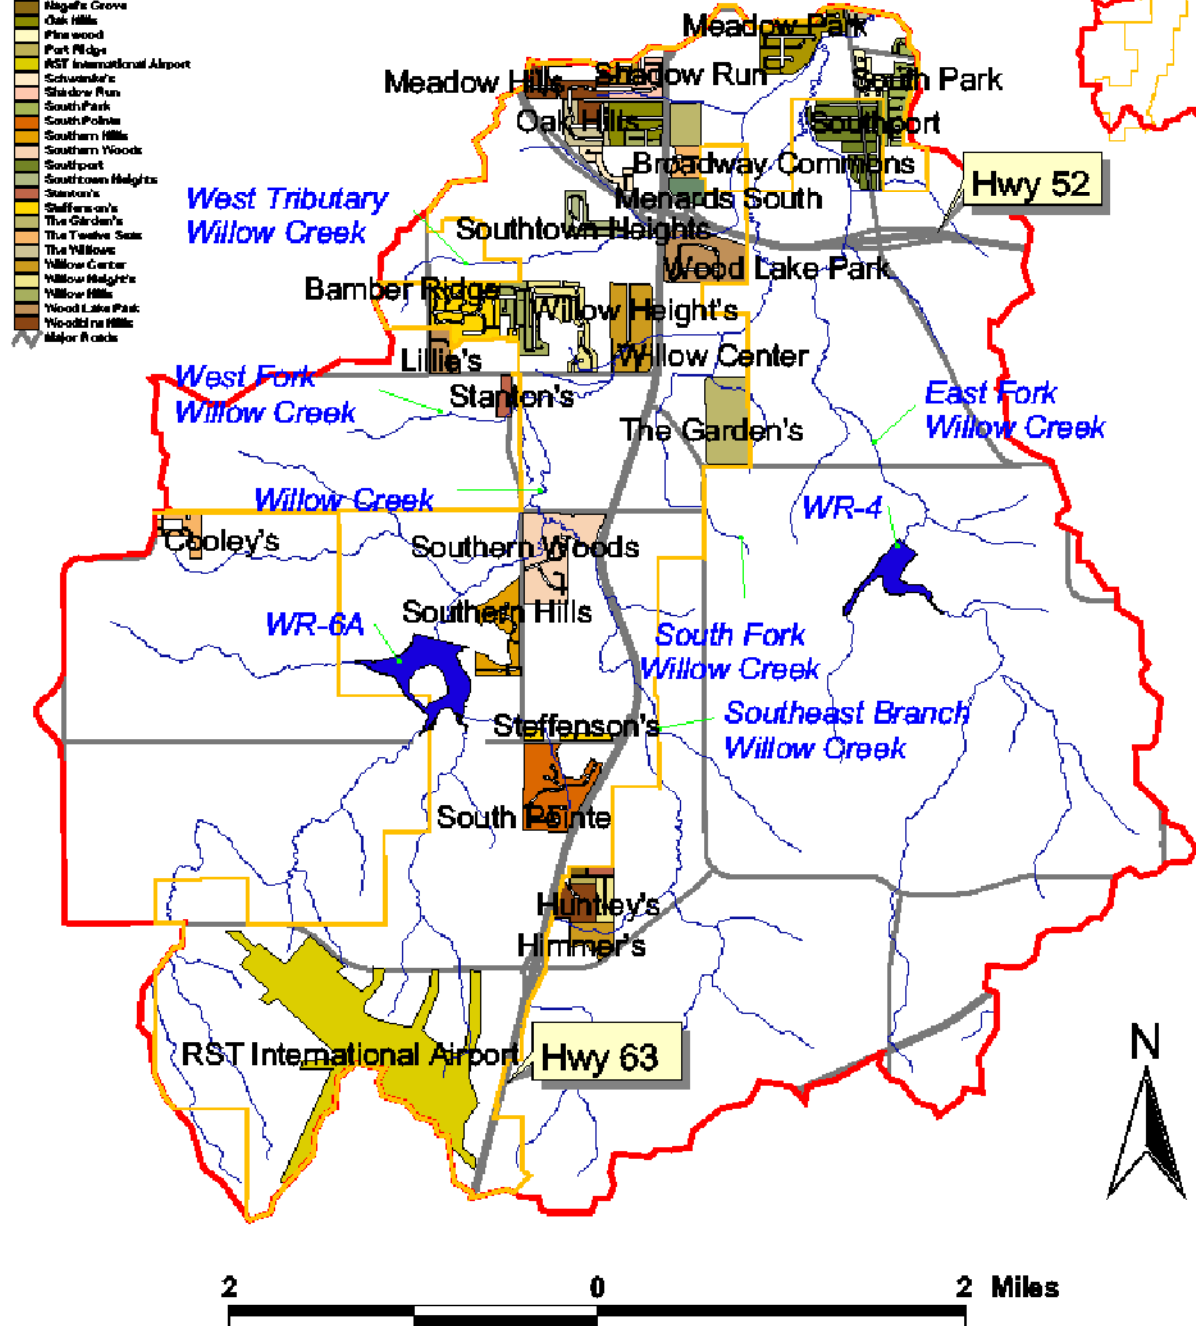 Nagel's Grove
Oak Hills
Pinewood
Part Ridge
RST International Airport
Schwanke's
Shadow Run
South Park
South Pointe
Southern Hills
Southern Woods
Southport
Southtown Heights
Stanton's
Steffenson's
The Garden's
The Twelve Sons
The Willows
Willow Center
Willow Height's
Willow Hills
Wood Lake Park
Woodbine Hills
Major Roads
Meadow Park
Meadow Hills
Shadow Run
South Park
Oak Hills
Southport
Broadway Commons
Hwy 52
Menards South
West Tributary
Willow Creek
Southtown Heights
Wood Lake Park
Bamber Ridge
Willow Height's
Lillie's
Willow Center
West Fork
Willow Creek
Stanton's
East Fork
Willow Creek
The Garden's
Willow Creek
WR-4
Cooley's
Southern Woods
Southern Hills
WR-6A
South Fork
Willow Creek
Steffenson's
Southeast Branch
Willow Creek
South Pointe
Huntley's
Himmer's
RST International Airport
Hwy 63
N
2 0 2 Miles